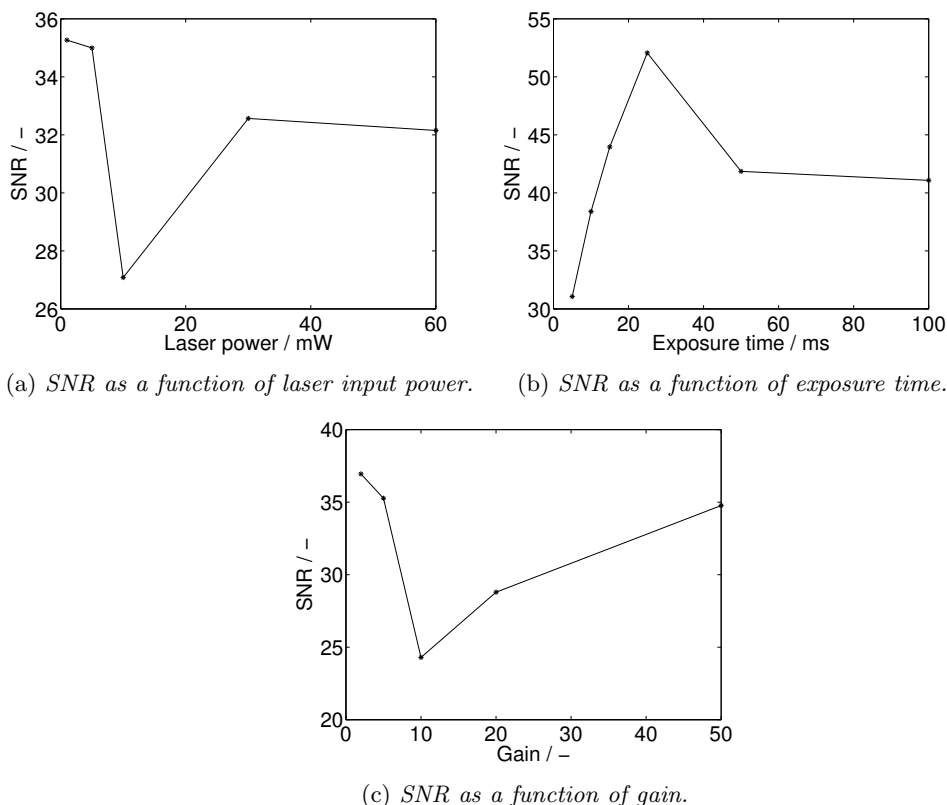 36
34
32
30
28
26
0 20 40 60
SNR / −
Laser power / mW
(a) SNR as a function of laser input power.
55
50
45
40
35
30
0 20 40 60 80 100
SNR / −
Exposure time / ms
(b) SNR as a function of exposure time.
40
35
30
25
20
0 10 20 30 40 50
SNR / −
Gain / −
(c) SNR as a function of gain.